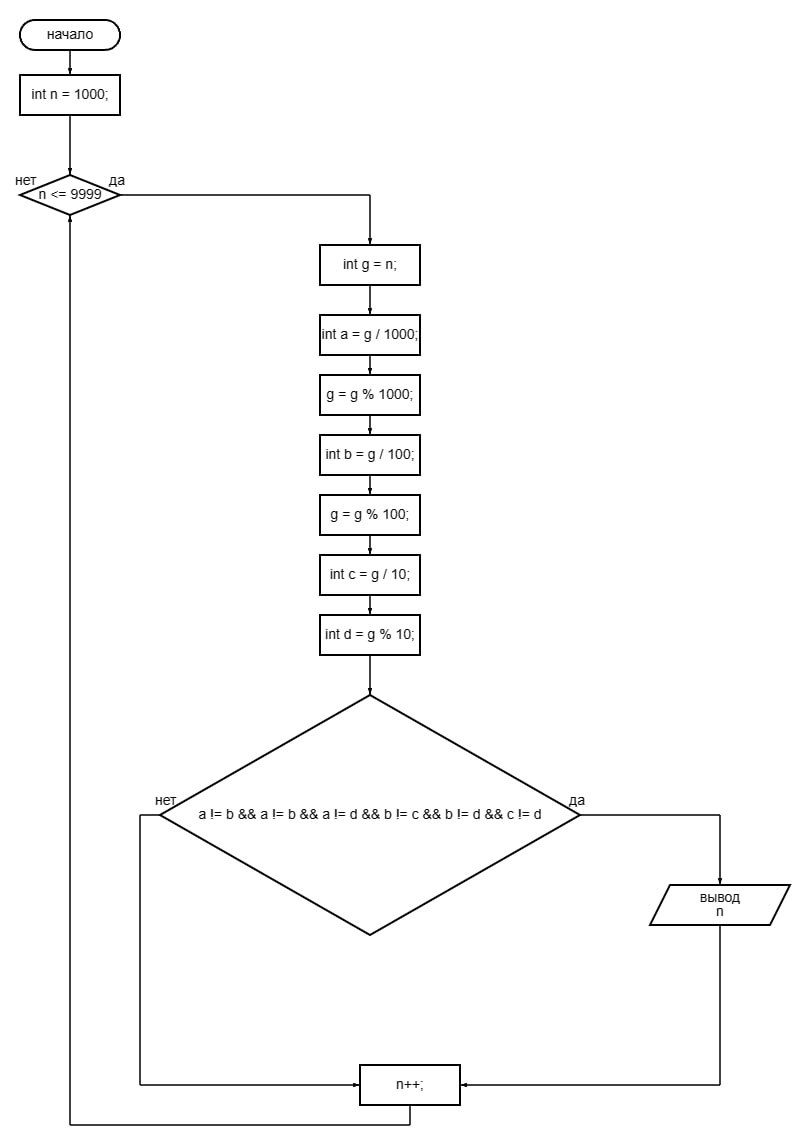 начало
int n = 1000;
нет
да
n <= 9999
int g = n;
int a = g / 1000;
g = g % 1000;
int b = g / 100;
g = g % 100;
int c = g / 10;
int d = g % 10;
нет
да
a != b && a != b && a != d && b != c && b != d && c != d
вывод
n
n++;